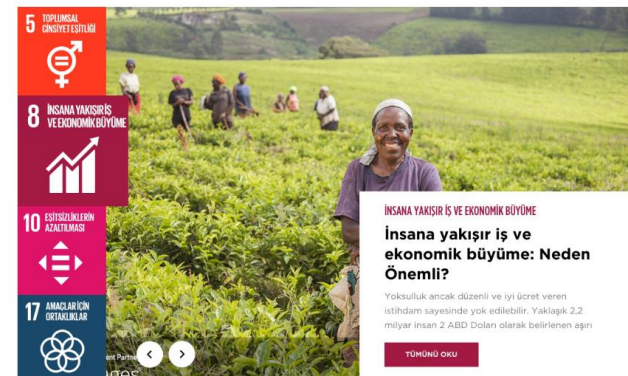 5 TOPLUMSAL
CİNSİYET EŞİTLİĞİ
8 İNSANA YAKIŞIR İŞ
VE EKONOMİK BÜYÜME
10 EŞİTSİZLİKLERİN
AZALTILMASI
17 AMAÇLAR İÇİN
ORTAKLIKLAR
İNSANA YAKIŞIR İŞ VE EKONOMİK BÜYÜME
İnsana yakışır iş ve
ekonomik büyüme: Neden
Önemli?
Yoksulluk ancak düzenli ve iyi ücret veren
istihdam sayesinde yok edilebilir. Yaklaşık 2,2
milyar insan 2 ABD Doları olarak belirlenen aşırı
TÜMÜNÜ OKU